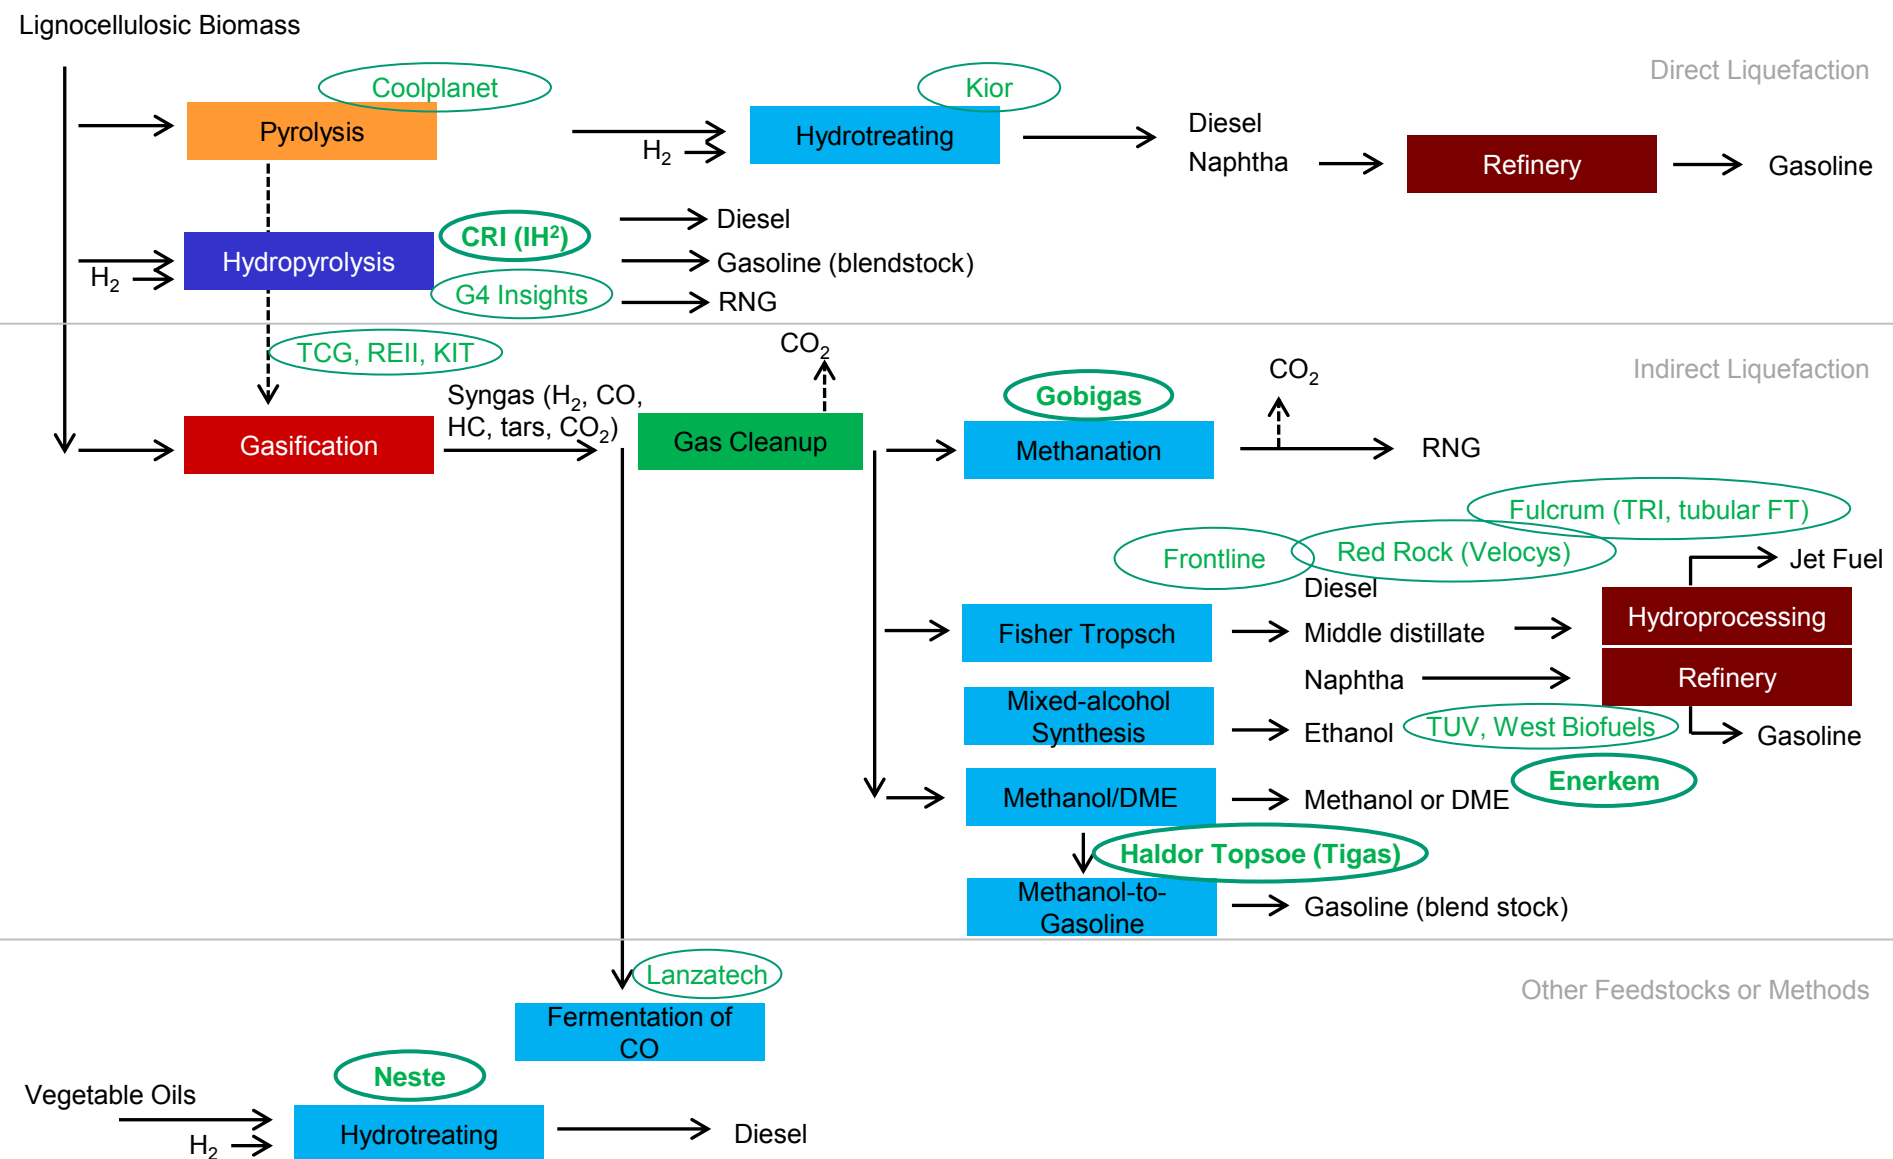 Lignocellulosic Biomass
Direct Liquefaction
Coolplanet
Kior
Pyrolysis
H₂
Hydrotreating
Diesel
Naphtha
Refinery
Gasoline
H₂
Hydropyrolysis
CRI (IH²)
G4 Insights
Diesel
Gasoline (blendstock)
RNG
Indirect Liquefaction
TCG, REII, KIT
Gasification
Syngas (H₂, CO,
HC, tars, CO₂)
CO₂
Gas Cleanup
Gobigas
Methanation
CO₂
RNG
Fulcrum (TRI, tubular FT)
Red Rock (Velocys)
Frontline
Jet Fuel
Diesel
Fisher Tropsch
Middle distillate
Hydroprocessing
Naphtha
Refinery
Mixed-alcohol
Synthesis
Ethanol
TUV, West Biofuels
Gasoline
Enerkem
Methanol/DME
Methanol or DME
Haldor Topsoe (Tigas)
Methanol-to-
Gasoline
Gasoline (blend stock)
Other Feedstocks or Methods
Lanzatech
Fermentation of
CO
Neste
Vegetable Oils
H₂
Hydrotreating
Diesel